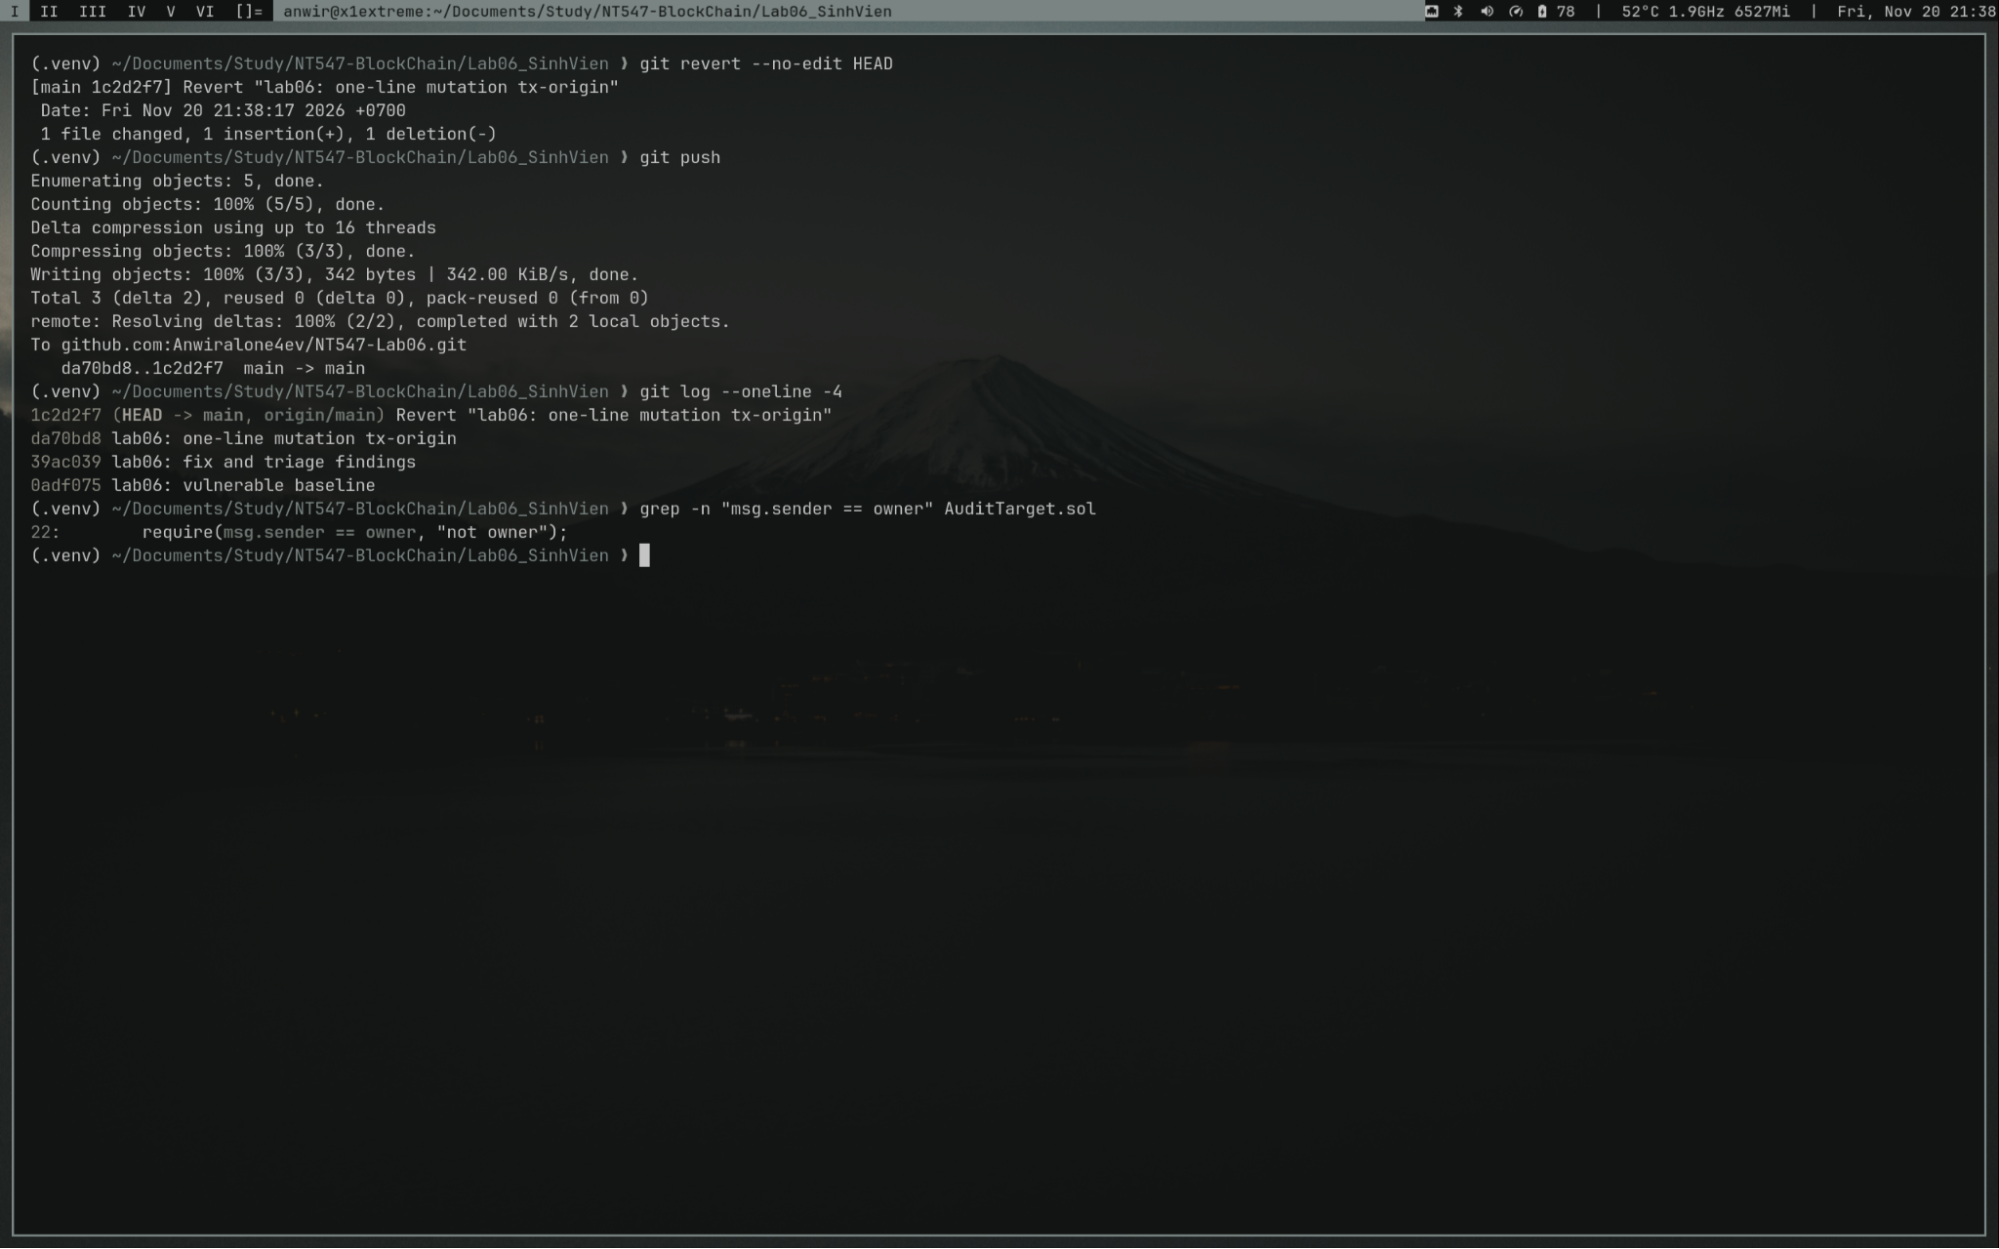 I II III IV V VI []= anwir@x1extreme:~/Documents/Study/NT547-BlockChain/Lab06_SinhVien 78 | 52°C 1.9GHz 6527Mi | Fri, Nov 20 21:38
(.venv) ~/Documents/Study/NT547-BlockChain/Lab06_SinhVien ❩ git revert --no-edit HEAD
[main 1c2d2f7] Revert "lab06: one-line mutation tx-origin"
 Date: Fri Nov 20 21:38:17 2026 +0700
 1 file changed, 1 insertion(+), 1 deletion(-)
(.venv) ~/Documents/Study/NT547-BlockChain/Lab06_SinhVien ❩ git push
Enumerating objects: 5, done.
Counting objects: 100% (5/5), done.
Delta compression using up to 16 threads
Compressing objects: 100% (3/3), done.
Writing objects: 100% (3/3), 342 bytes | 342.00 KiB/s, done.
Total 3 (delta 2), reused 0 (delta 0), pack-reused 0 (from 0)
remote: Resolving deltas: 100% (2/2), completed with 2 local objects.
To github.com:Anwiralone4ev/NT547-Lab06.git
   da70bd8..1c2d2f7  main -> main
(.venv) ~/Documents/Study/NT547-BlockChain/Lab06_SinhVien ❩ git log --oneline -4
1c2d2f7 (HEAD -> main, origin/main) Revert "lab06: one-line mutation tx-origin"
da70bd8 lab06: one-line mutation tx-origin
39ac039 lab06: fix and triage findings
0adf075 lab06: vulnerable baseline
(.venv) ~/Documents/Study/NT547-BlockChain/Lab06_SinhVien ❩ grep -n "msg.sender == owner" AuditTarget.sol
22:        require(msg.sender == owner, "not owner");
(.venv) ~/Documents/Study/NT547-BlockChain/Lab06_SinhVien ❩